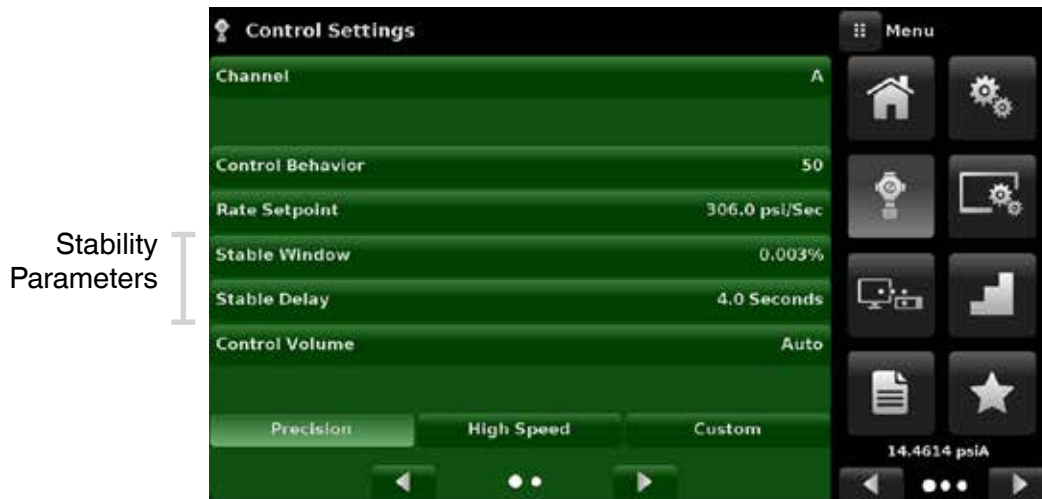 Control Settings
Menu
Channel A
Control Behavior 50
Rate Setpoint 306.0 psi/Sec
Stability
Parameters
Stable Window 0.003%
Stable Delay 4.0 Seconds
Control Volume Auto
Precision High Speed Custom
14.4614 psiA